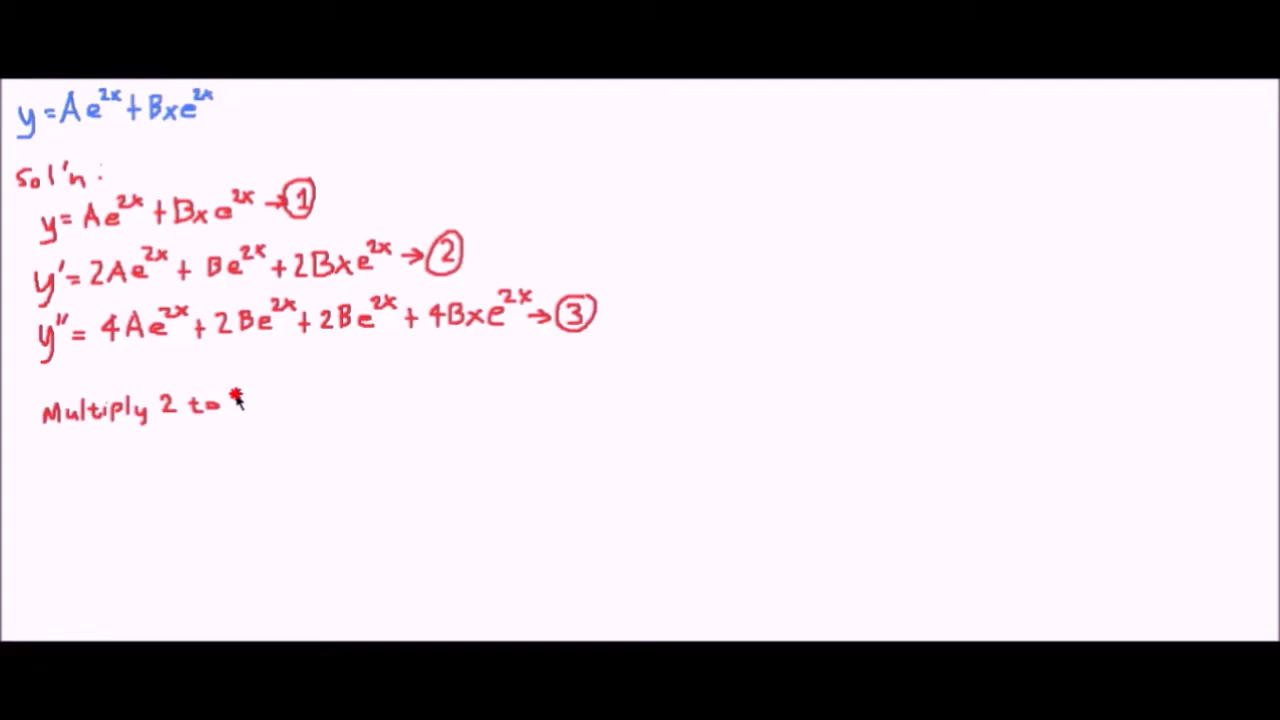 y = Ae^{2x} + Bxe^{2x}
Sol'n :
y = Ae^{2x} + Bxe^{2x} → ①
y' = 2Ae^{2x} + Be^{2x} + 2Bxe^{2x} → ②
y'' = 4Ae^{2x} + 2Be^{2x} + 2Be^{2x} + 4Bxe^{2x} → ③
Multiply 2 to